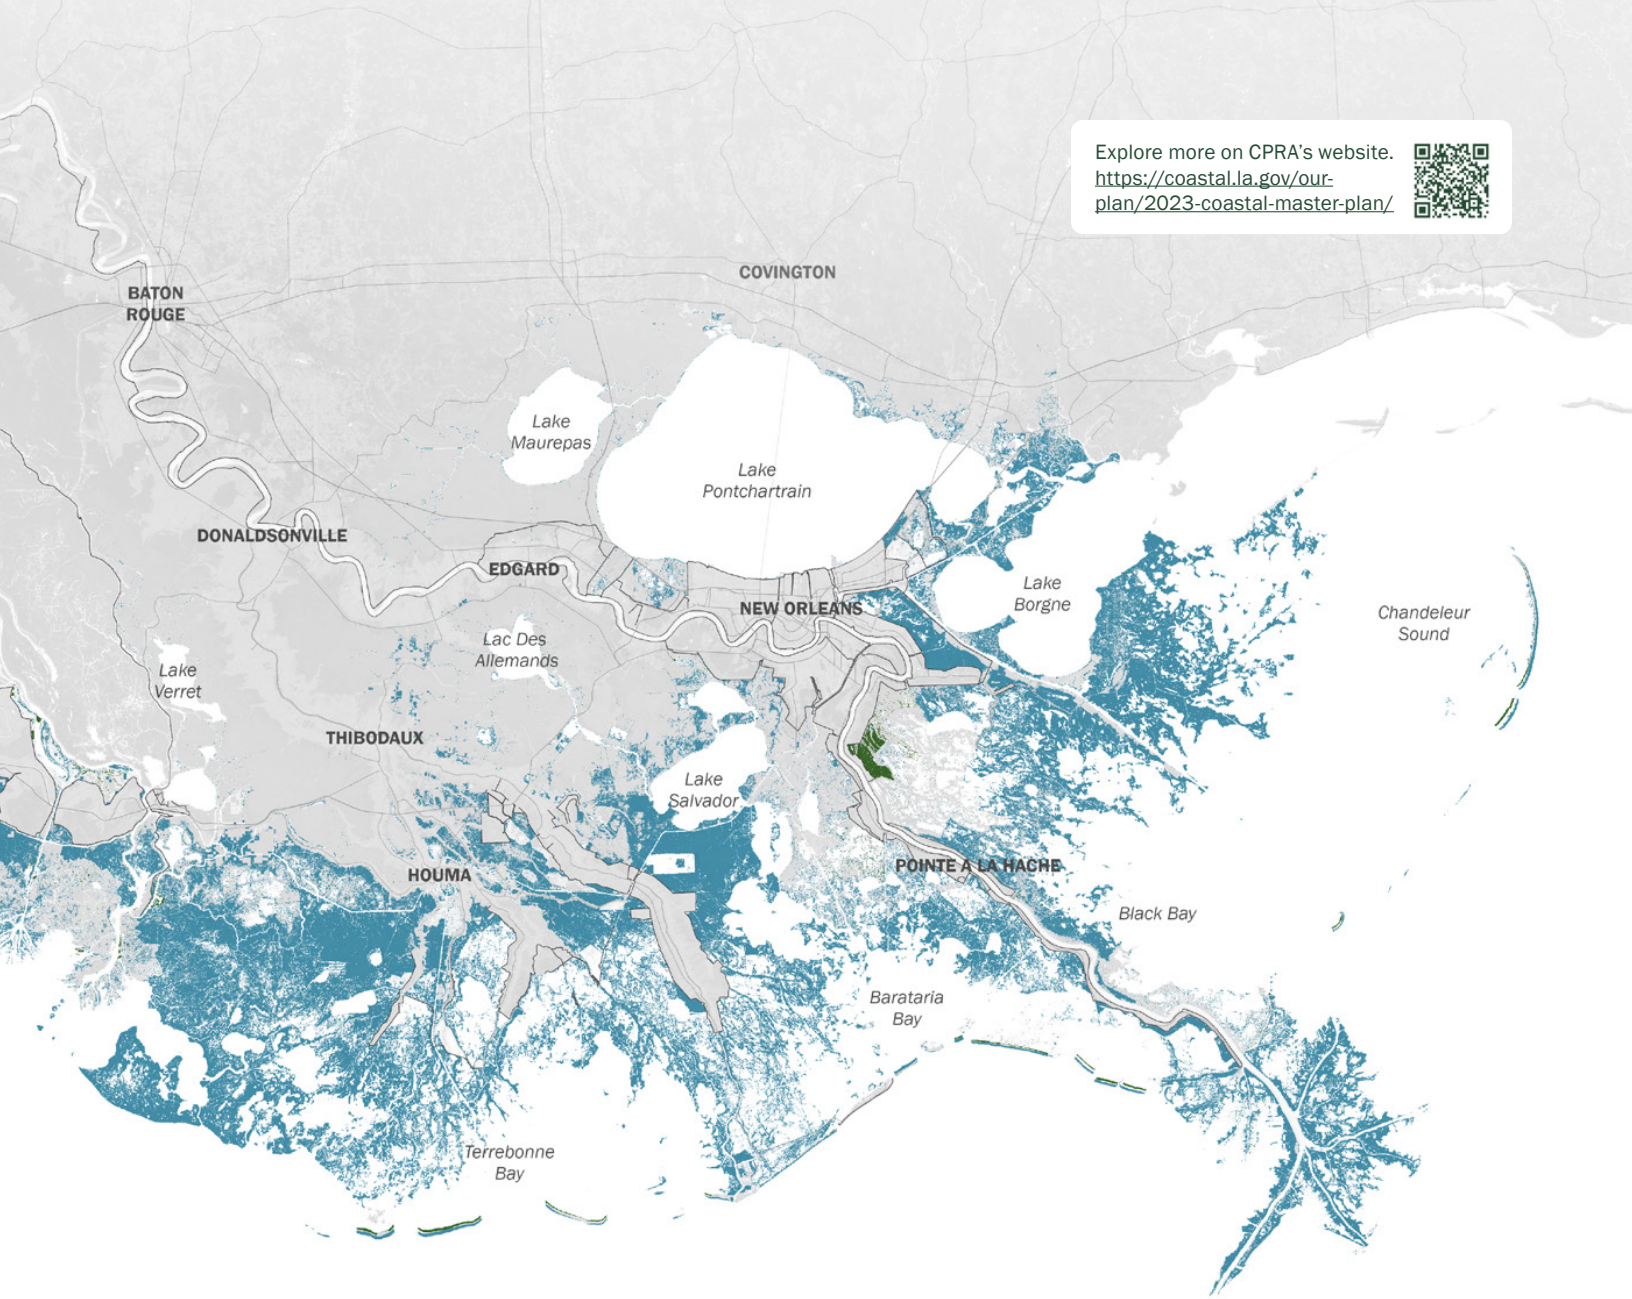 Explore more on CPRA's website.
https://coastal.la.gov/our-
plan/2023-coastal-master-plan/
COVINGTON
BATON
ROUGE
Lake
Maurepas
Lake
Pontchartrain
DONALDSONVILLE
EDGARD
NEW ORLEANS
Lake
Borgne
Chandeleur
Sound
Lac Des
Allemands
Lake
Verret
THIBODAUX
Lake
Salvador
HOUMA
POINTE A LA HACHE
Black Bay
Barataria
Bay
Terrebonne
Bay